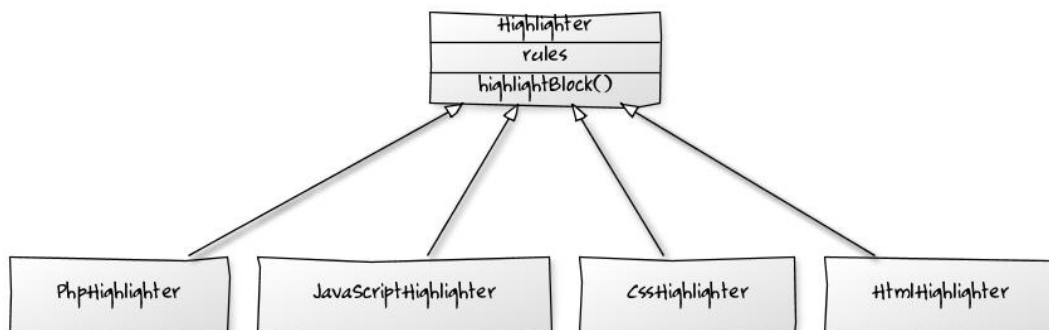 Highlighter
rules
highlightBlock()
PhpHighlighter
JavaScriptHighlighter
CssHighlighter
HtmlHighlighter